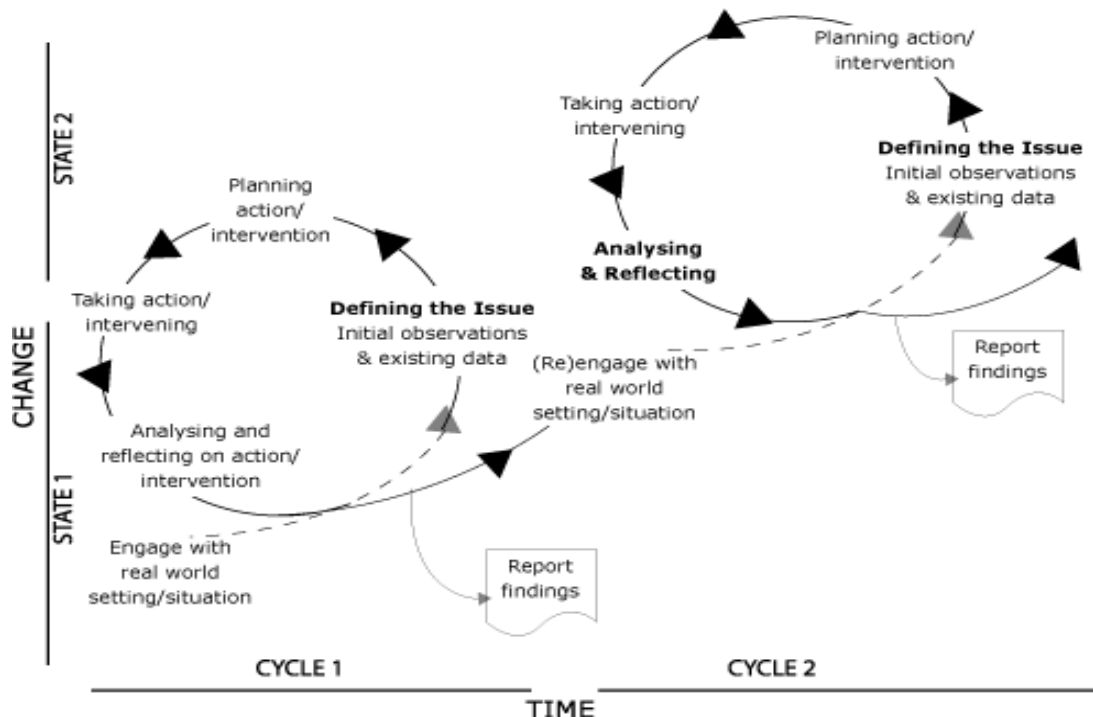 STATE 2
CHANGE
STATE 1
Planning
action/
intervention
Taking action/
intervening
Defining the Issue
Initial observations
& existing data
Analysing and
reflecting on action/
intervention
Engage with
real world
setting/situation
Report
findings
Planning action/
intervention
Taking action/
intervening
Defining the Issue
Initial observations
& existing data
Analysing
& Reflecting
(Re)engage with
real world
setting/situation
Report
findings
CYCLE 1
CYCLE 2
TIME